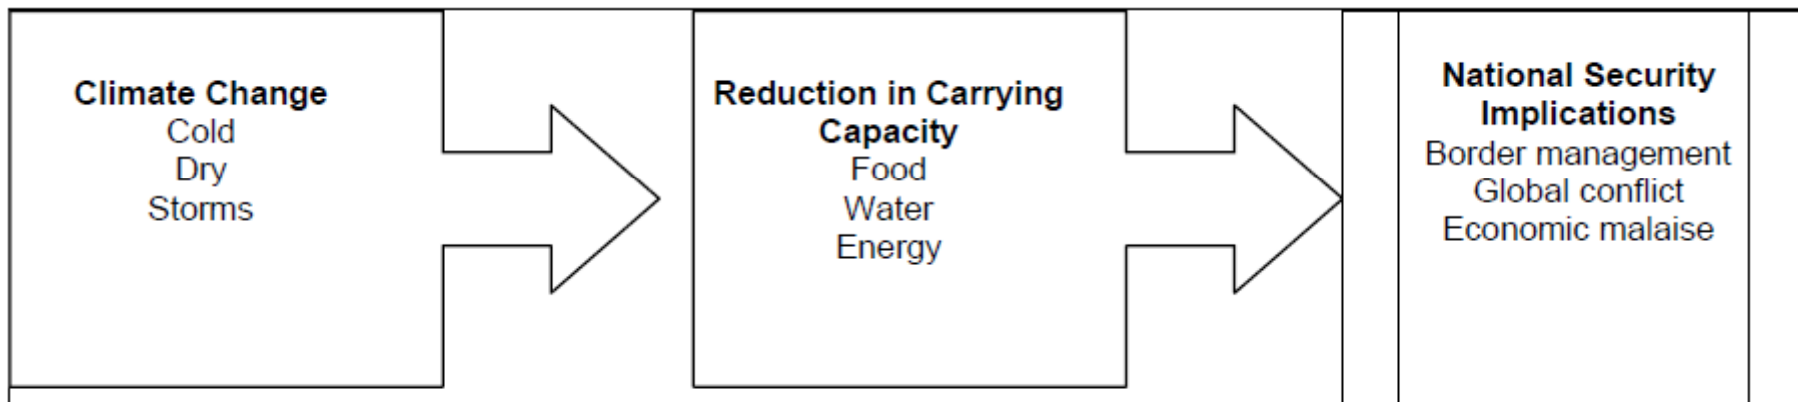 Climate Change
Cold
Dry
Storms
Reduction in Carrying
Capacity
Food
Water
Energy
National Security
Implications
Border management
Global conflict
Economic malaise